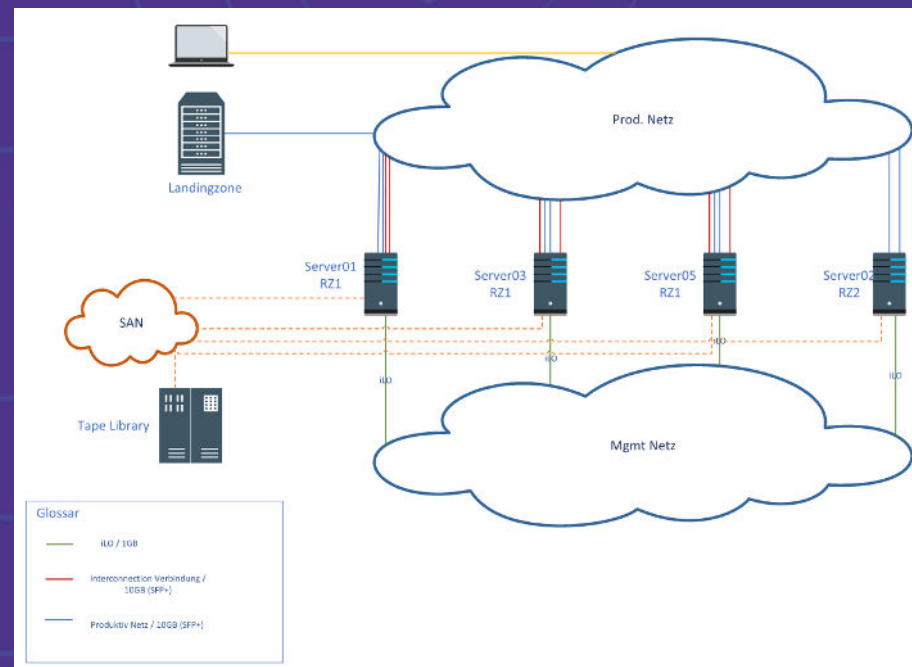 Prod. Netz
Landingzone
Server01
RZ1
Server03
RZ1
Server05
RZ1
Server02
RZ2
SAN
iLO
iLO
iLO
iLO
Tape Library
Mgmt Netz
Glossar
iLO / 1GB
Interconnection Verbindung /
10GB (SFP+)
Produktiv Netz / 10GB (SFP+)